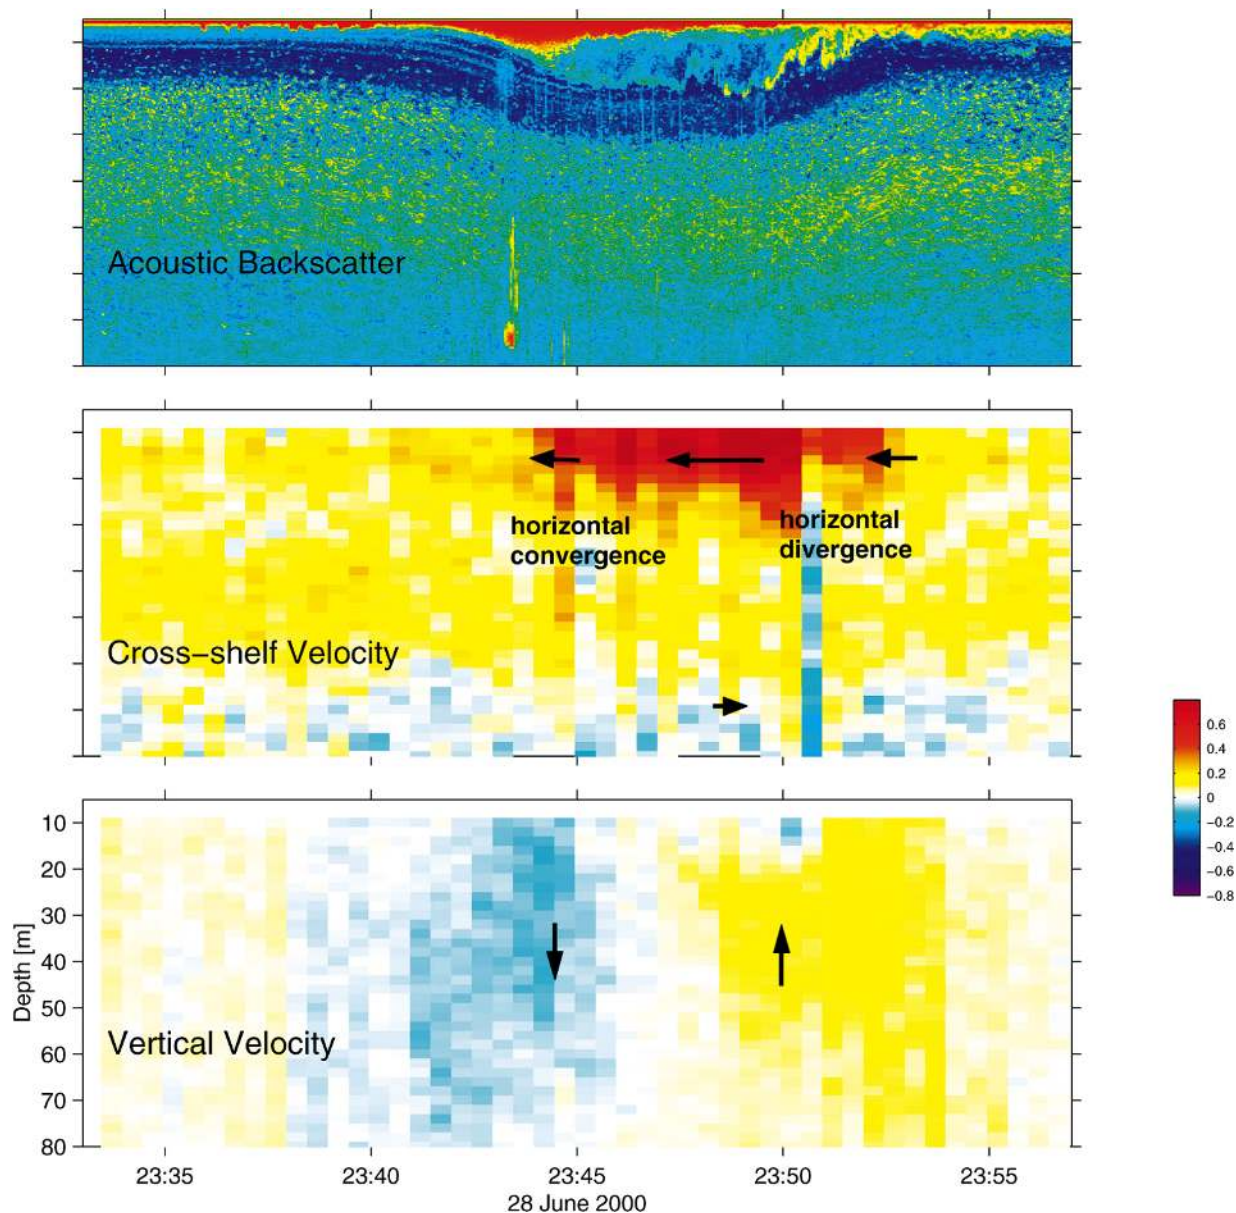 Acoustic Backscatter
horizontal
convergence
horizontal
divergence
Cross-shelf Velocity
0.6
0.4
0.2
0
-0.2
-0.4
-0.6
-0.8
10
20
30
40
50
60
70
80
Depth [m]
Vertical Velocity
23:35 23:40 23:45 23:50 23:55
28 June 2000